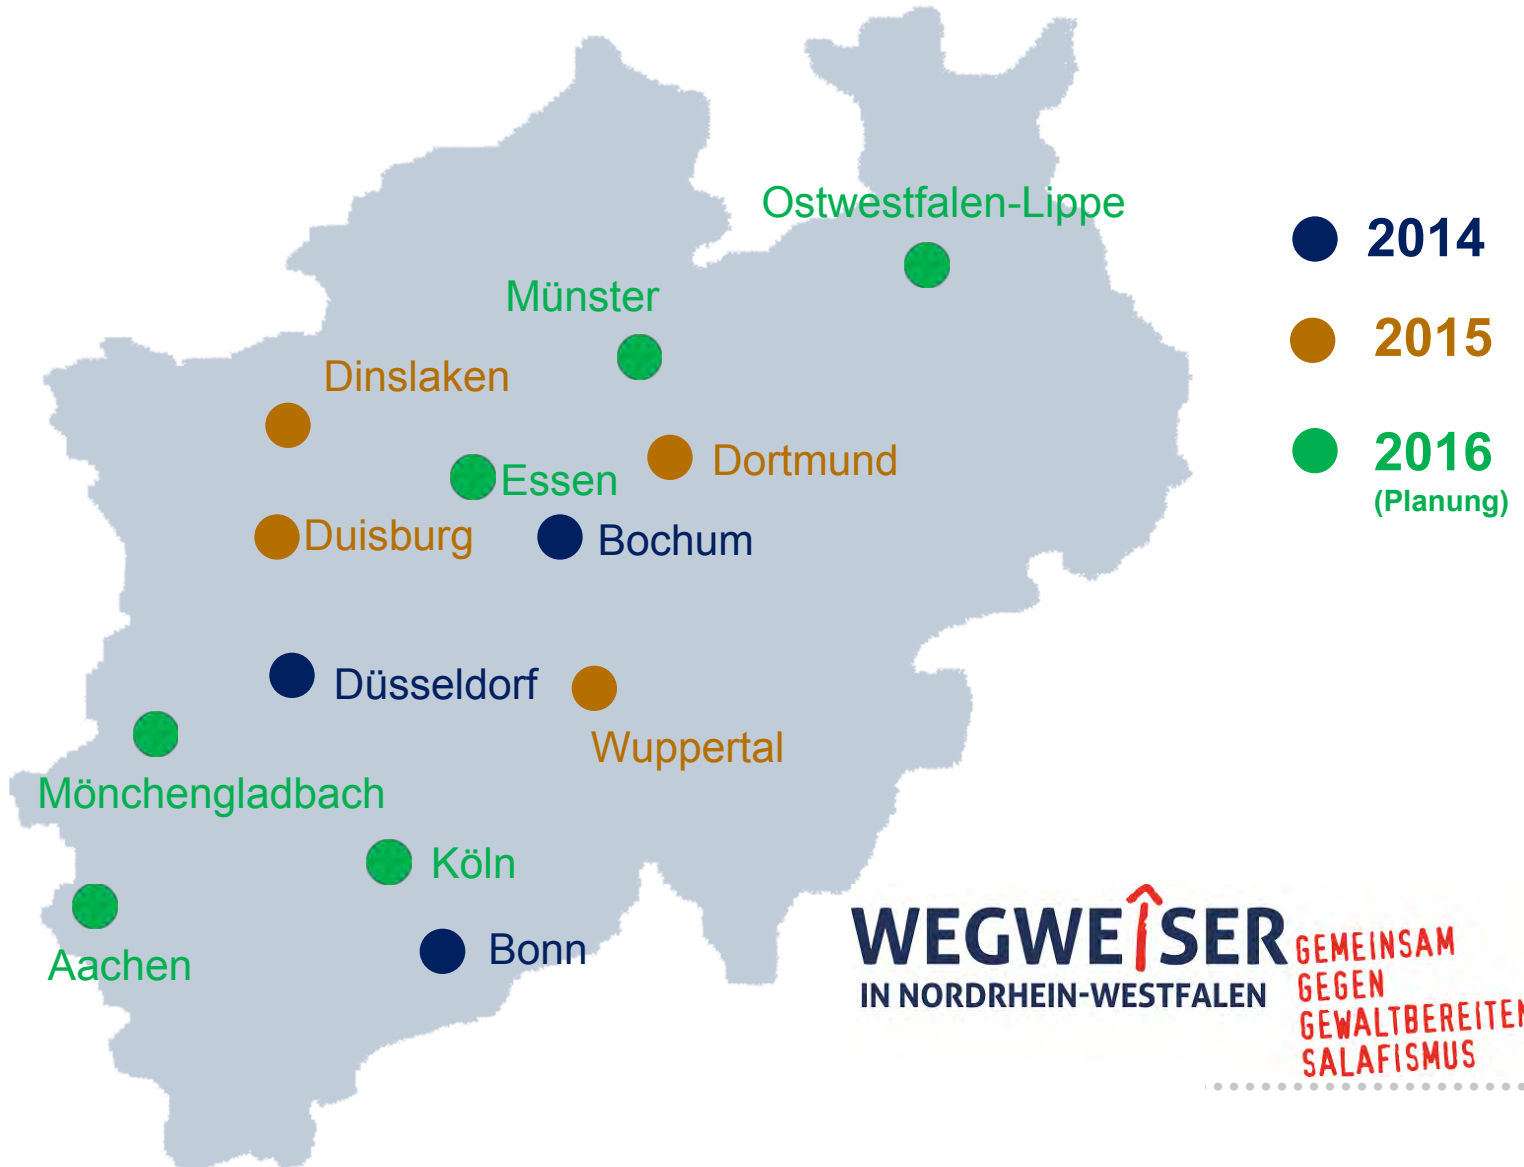 Ostwestfalen-Lippe
2014
Münster
2015
Dinslaken
Dortmund
2016
(Planung)
Essen
Duisburg
Bochum
Düsseldorf
Wuppertal
Mönchengladbach
Köln
Aachen
Bonn
WEGWEISER
IN NORDRHEIN-WESTFALEN
GEMEINSAM
GEGEN
GEWALTBEREITEN
SALAFISMUS